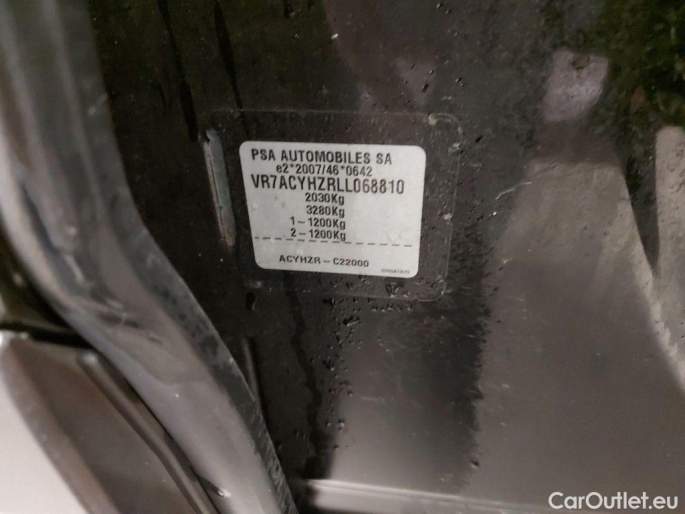 PSA AUTOMOBILES SA
e2*2007/46*0642
VR7ACYHZRLL068810
2030Kg
3280Kg
1-1200Kg
2-1200Kg
ACYHZR-C22000
CarOutlet.eu